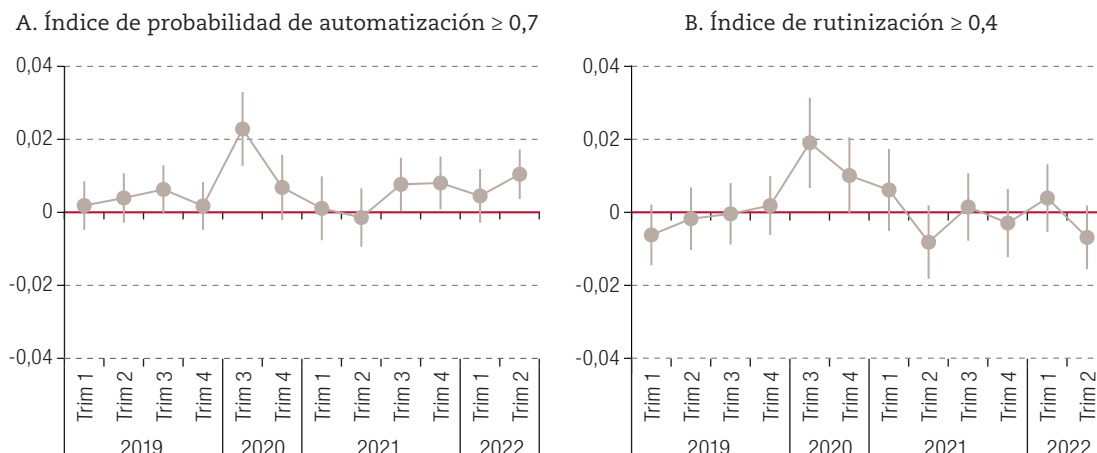 A. Índice de probabilidad de automatización ≥ 0,7
0,04
0,02
0
-0,02
-0,04
Trim 1
Trim 2
Trim 3
Trim 4
Trim 3
Trim 4
Trim 1
Trim 2
Trim 3
Trim 4
Trim 1
Trim 2
2019
2020
2021
2022
B. Índice de rutinización ≥ 0,4
0,04
0,02
0
-0,02
-0,04
Trim 1
Trim 2
Trim 3
Trim 4
Trim 3
Trim 4
Trim 1
Trim 2
Trim 3
Trim 4
Trim 1
Trim 2
2019
2020
2021
2022